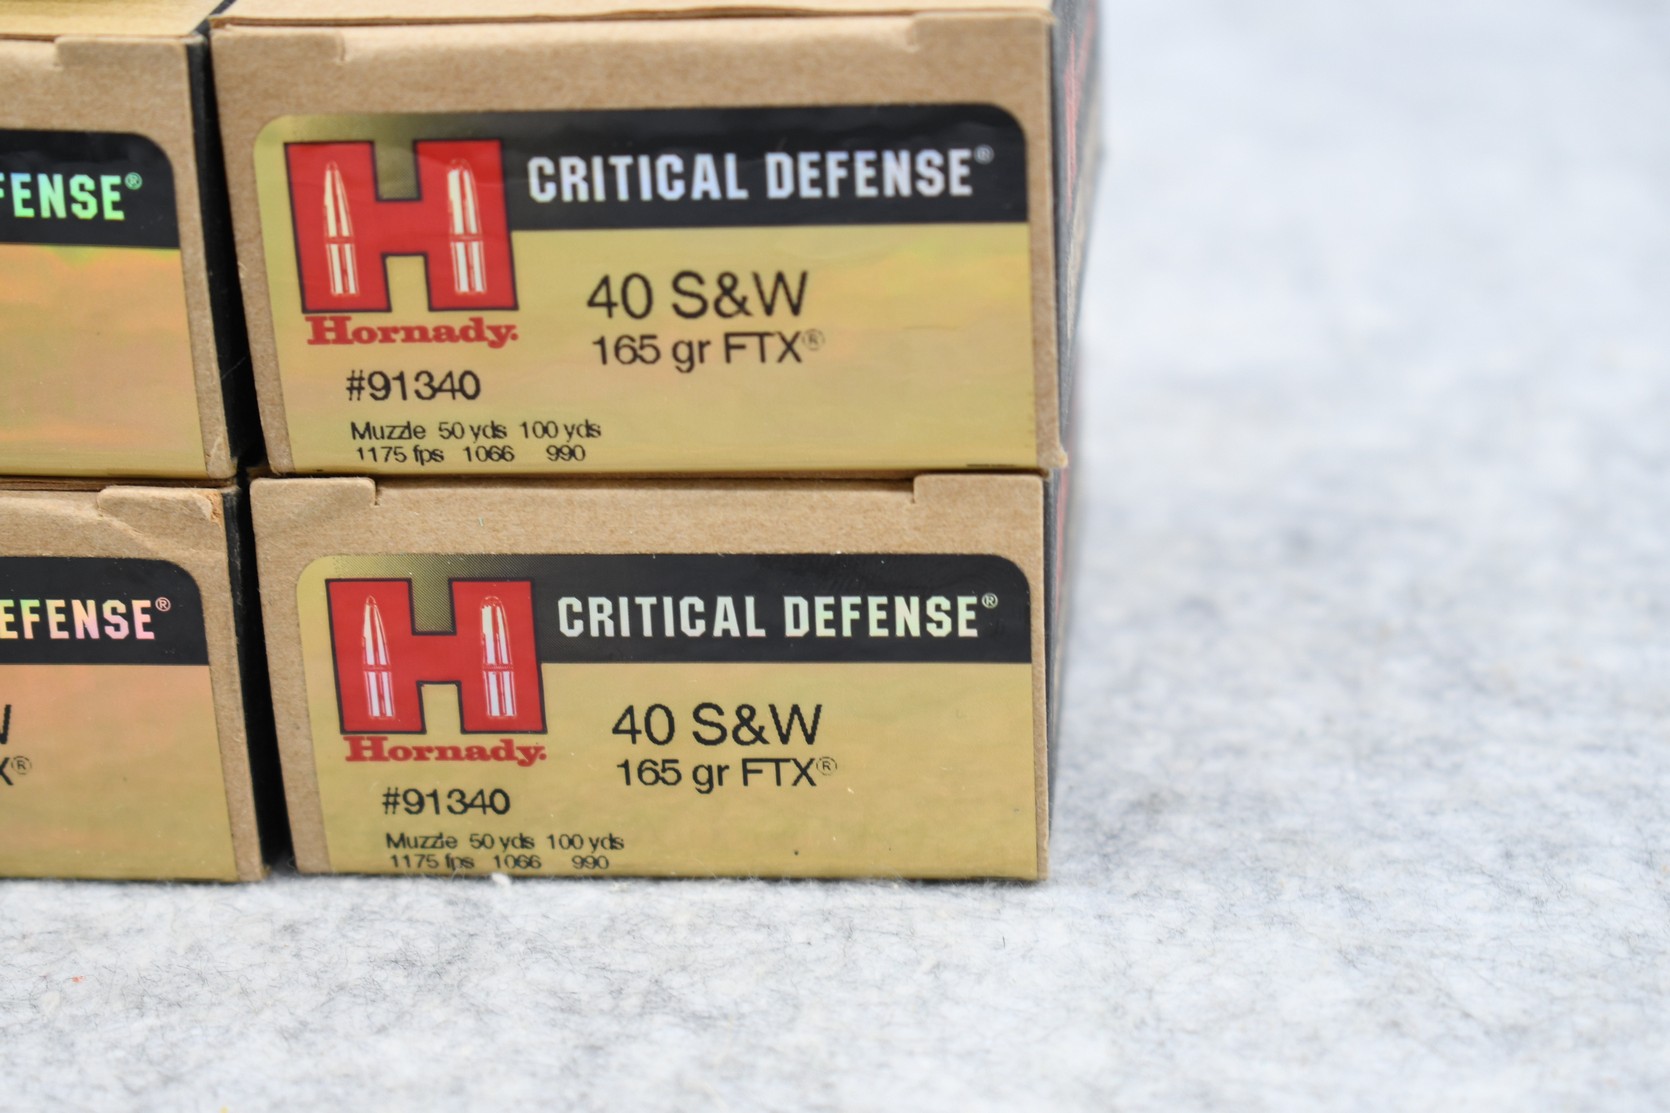 FENSE®
CRITICAL DEFENSE®
Hornady.
40 S&W
165 gr FTX®
#91340
Muzzle 50 yds 100 yds
1175 fps 1066 990
EFENSE®
W
X®
CRITICAL DEFENSE®
Hornady.
40 S&W
165 gr FTX®
#91340
Muzzle 50 yds 100 yds
1175 fps 1066 990